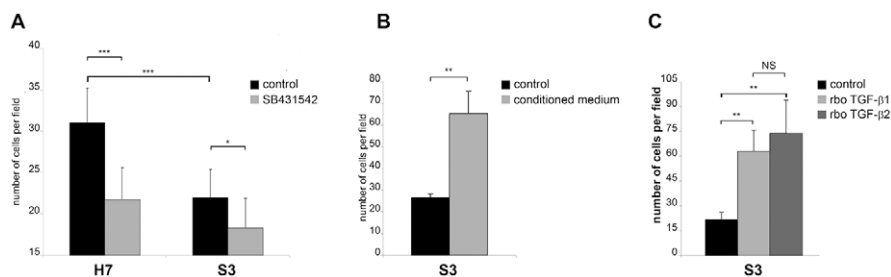 A
number of cells per field
40
35
30
25
20
15
***
***
*
control
SB431542
H7
S3
B
number of cells per field
80
70
60
50
40
30
20
10
0
**
control
conditioned medium
S3
C
number of cells per field
105
90
75
60
45
30
15
0
NS
**
**
control
rbo TGF-β1
rbo TGF-β2
S3